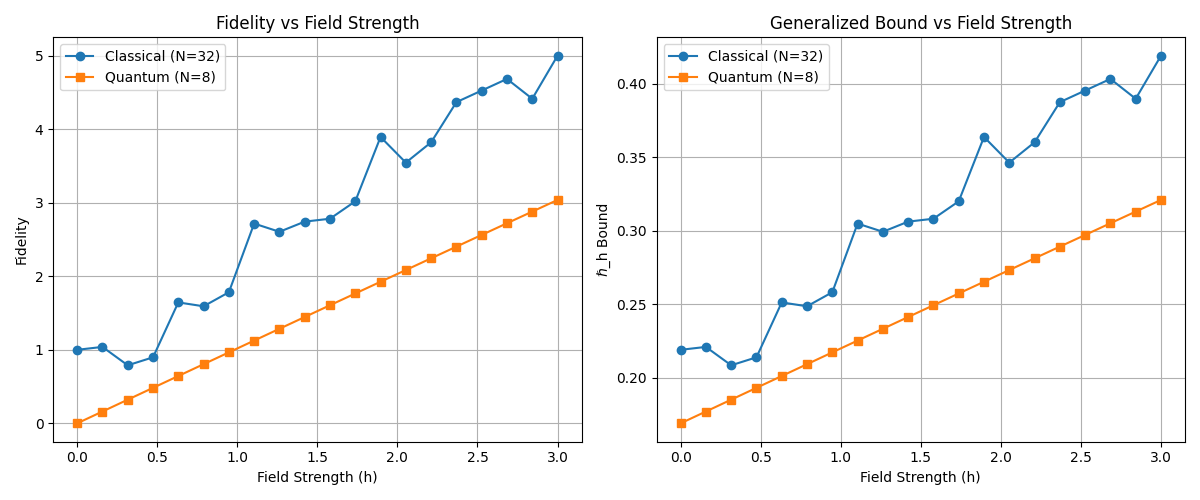 Fidelity vs Field Strength
Classical (N=32)
Quantum (N=8)
5
4
3
2
1
0
Fidelity
0.0 0.5 1.0 1.5 2.0 2.5 3.0
Field Strength (h)
Generalized Bound vs Field Strength
Classical (N=32)
Quantum (N=8)
0.40
0.35
0.30
0.25
0.20
ℏ_h Bound
0.0 0.5 1.0 1.5 2.0 2.5 3.0
Field Strength (h)